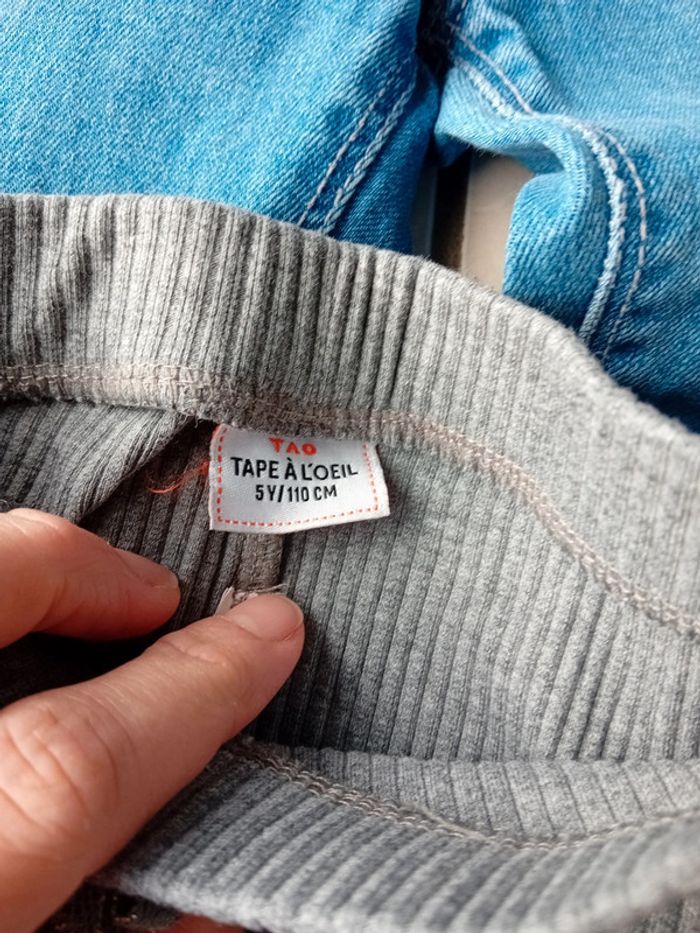 TAO
TAPE À L'OEIL
5Y/110 CM